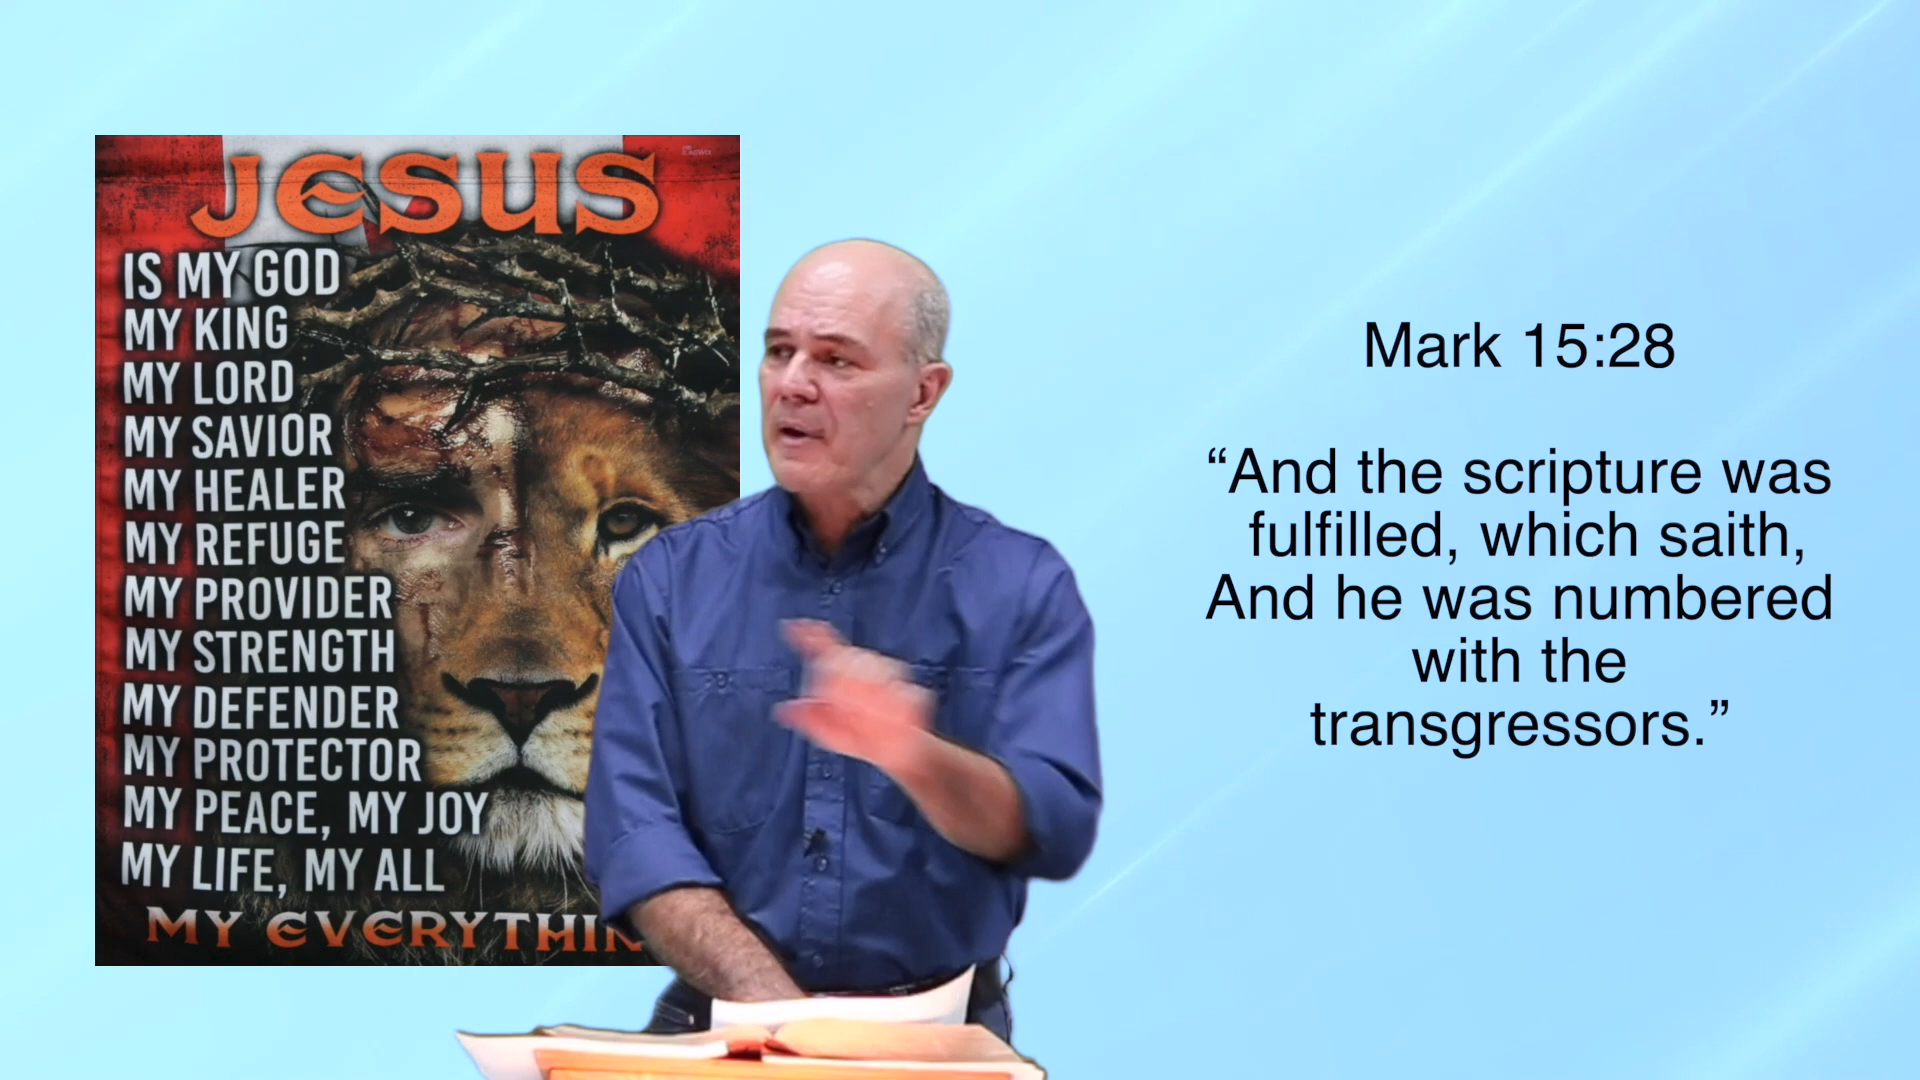 JESUS
IS MY GOD
MY KING
MY LORD
MY SAVIOR
MY HEALER
MY REFUGE
MY PROVIDER
MY STRENGTH
MY DEFENDER
MY PROTECTOR
MY PEACE, MY JOY
MY LIFE, MY ALL
MY EVERYTHIN
Mark 15:28
“And the scripture was
fulfilled, which saith,
And he was numbered
with the
transgressors.”